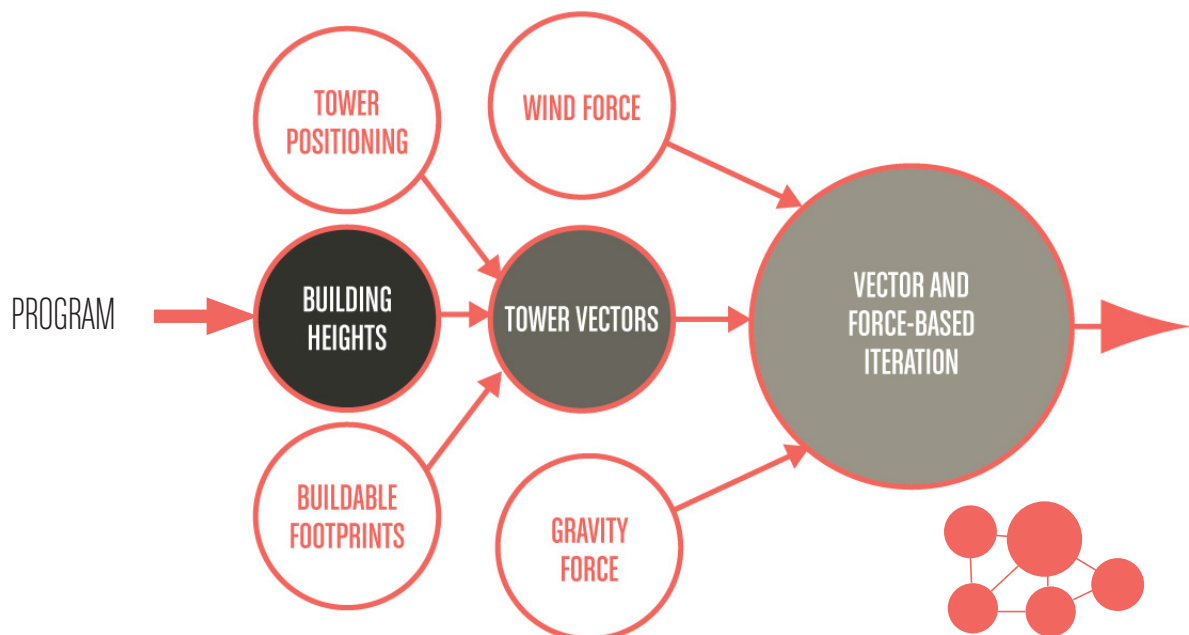 TOWER
POSITIONING
WIND FORCE
PROGRAM
BUILDING
HEIGHTS
TOWER VECTORS
VECTOR AND
FORCE-BASED
ITERATION
BUILDABLE
FOOTPRINTS
GRAVITY
FORCE